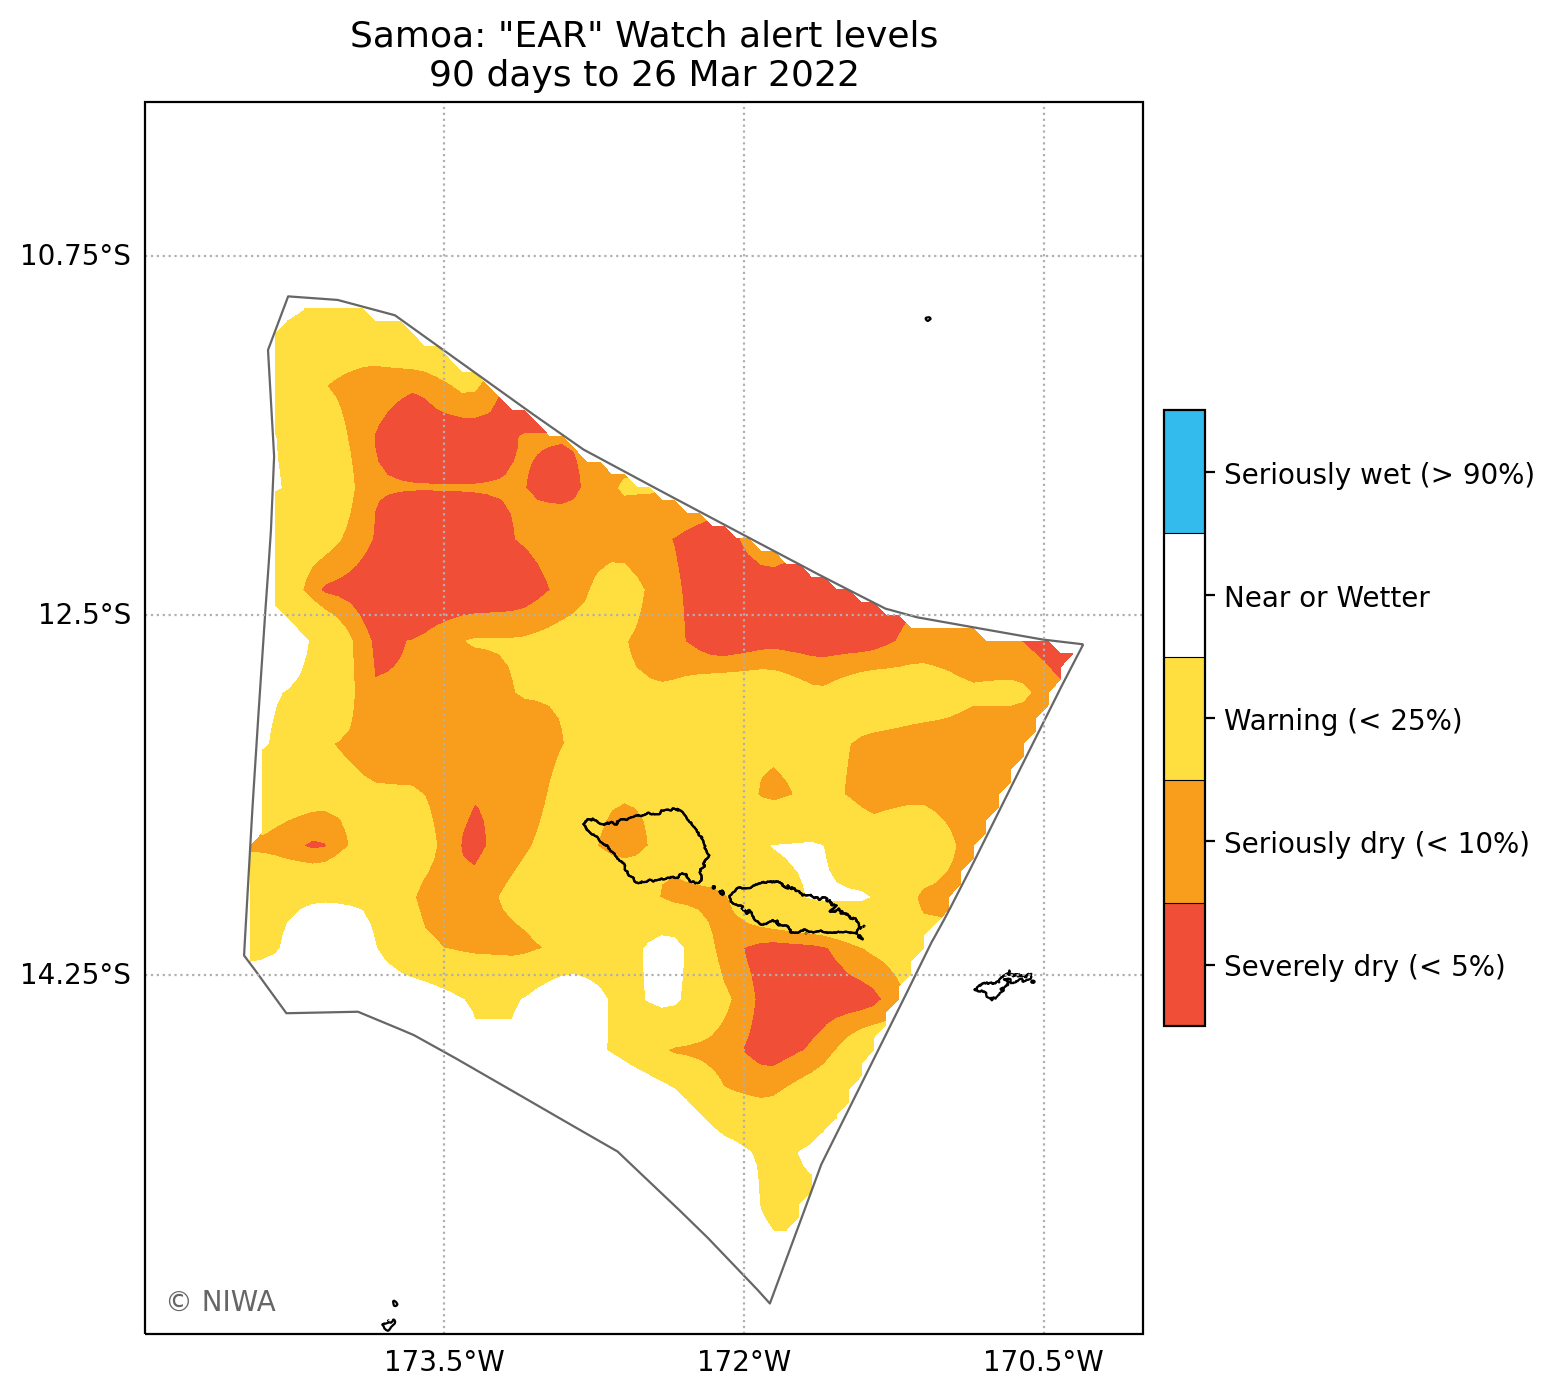 Samoa: "EAR" Watch alert levels
90 days to 26 Mar 2022
10.75°S
12.5°S
14.25°S
173.5°W
172°W
170.5°W
Seriously wet (> 90%)
Near or Wetter
Warning (< 25%)
Seriously dry (< 10%)
Severely dry (< 5%)
© NIWA